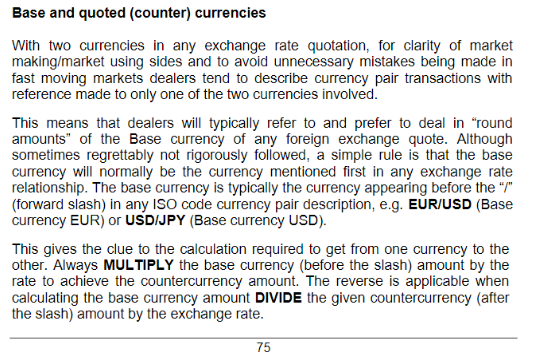 Base and quoted (counter) currencies
With two currencies in any exchange rate quotation, for clarity of market
making/market using sides and to avoid unnecessary mistakes being made in
fast moving markets dealers tend to describe currency pair transactions with
reference made to only one of the two currencies involved.
This means that dealers will typically refer to and prefer to deal in “round
amounts” of the Base currency of any foreign exchange quote. Although
sometimes regrettably not rigorously followed, a simple rule is that the base
currency will normally be the currency mentioned first in any exchange rate
relationship. The base currency is typically the currency appearing before the “/”
(forward slash) in any ISO code currency pair description, e.g. EUR/USD (Base
currency EUR) or USD/JPY (Base currency USD).
This gives the clue to the calculation required to get from one currency to the
other. Always MULTIPLY the base currency (before the slash) amount by the
rate to achieve the countercurrency amount. The reverse is applicable when
calculating the base currency amount DIVIDE the given countercurrency (after
the slash) amount by the exchange rate.
75